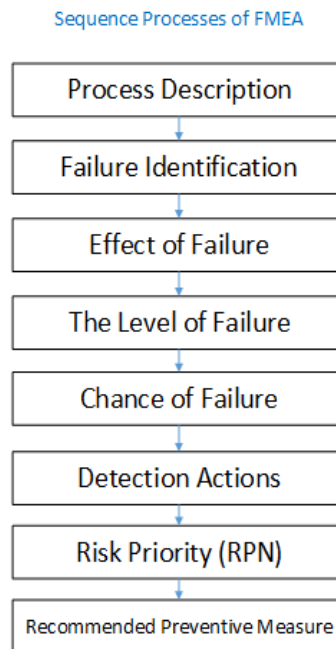 Sequence Processes of FMEA
Process Description
Failure Identification
Effect of Failure
The Level of Failure
Chance of Failure
Detection Actions
Risk Priority (RPN)
Recommended Preventive Measure